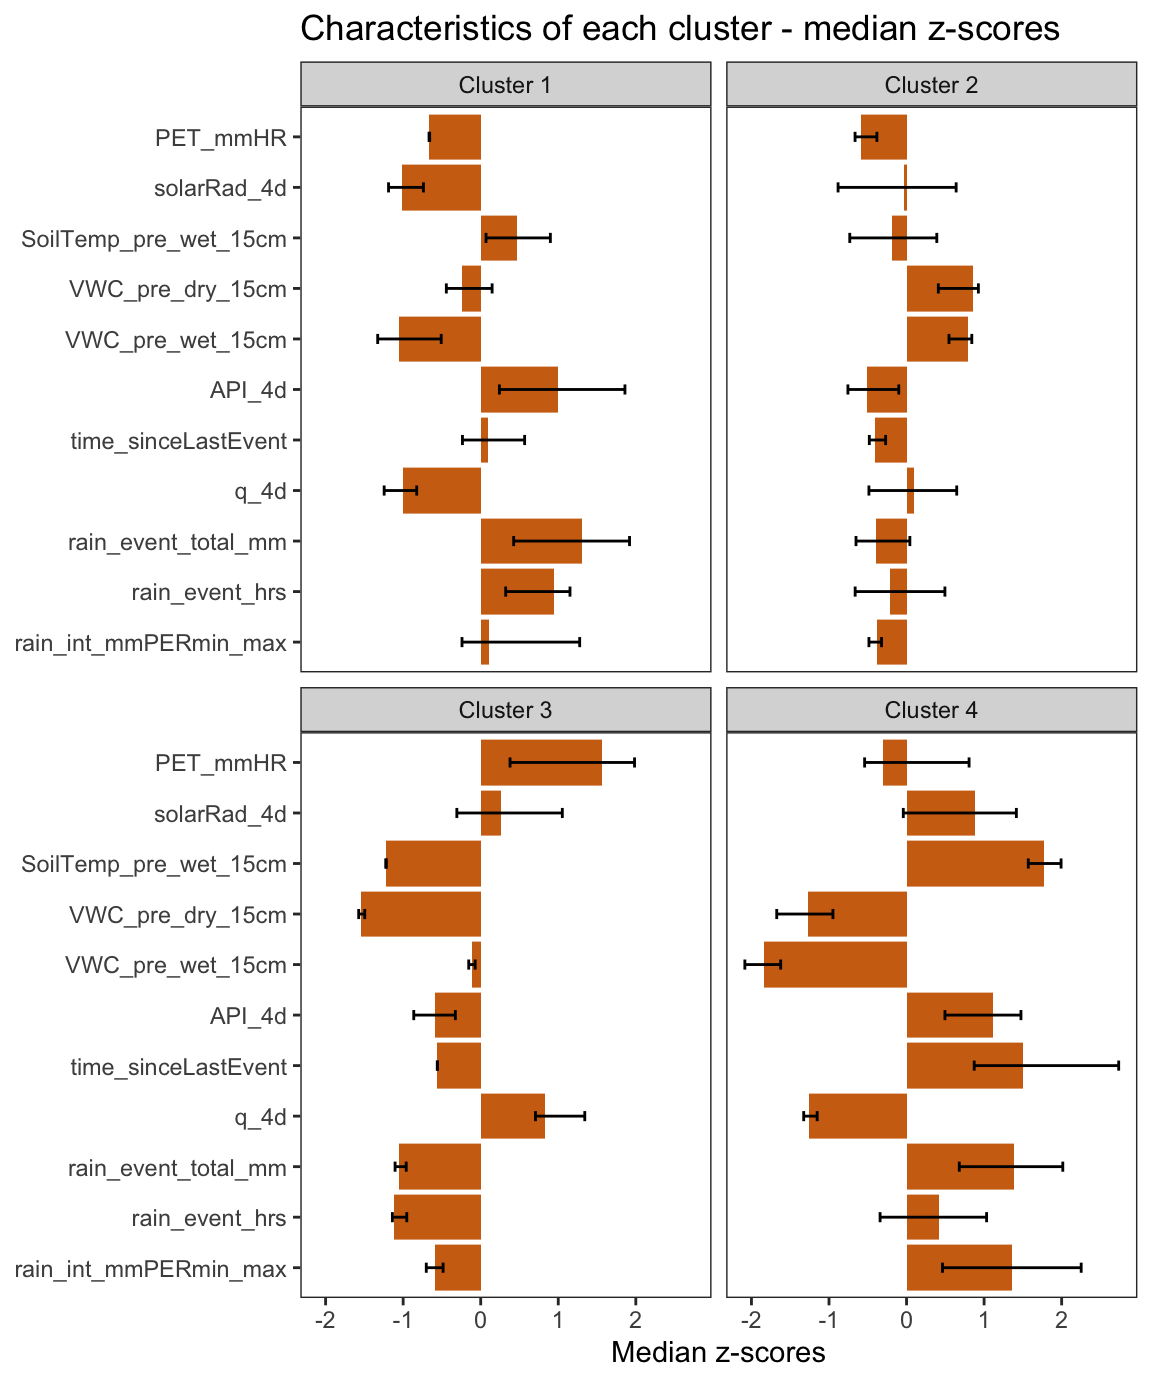 Characteristics of each cluster - median z-scores
Cluster 1
Cluster 2
PET_mmHR
solarRad_4d
SoilTemp_pre_wet_15cm
VWC_pre_dry_15cm
VWC_pre_wet_15cm
API_4d
time_sinceLastEvent
q_4d
rain_event_total_mm
rain_event_hrs
rain_int_mmPERmin_max
Cluster 3
Cluster 4
PET_mmHR
solarRad_4d
SoilTemp_pre_wet_15cm
VWC_pre_dry_15cm
VWC_pre_wet_15cm
API_4d
time_sinceLastEvent
q_4d
rain_event_total_mm
rain_event_hrs
rain_int_mmPERmin_max
-2 -1 0 1 2
-2 -1 0 1 2
Median z-scores